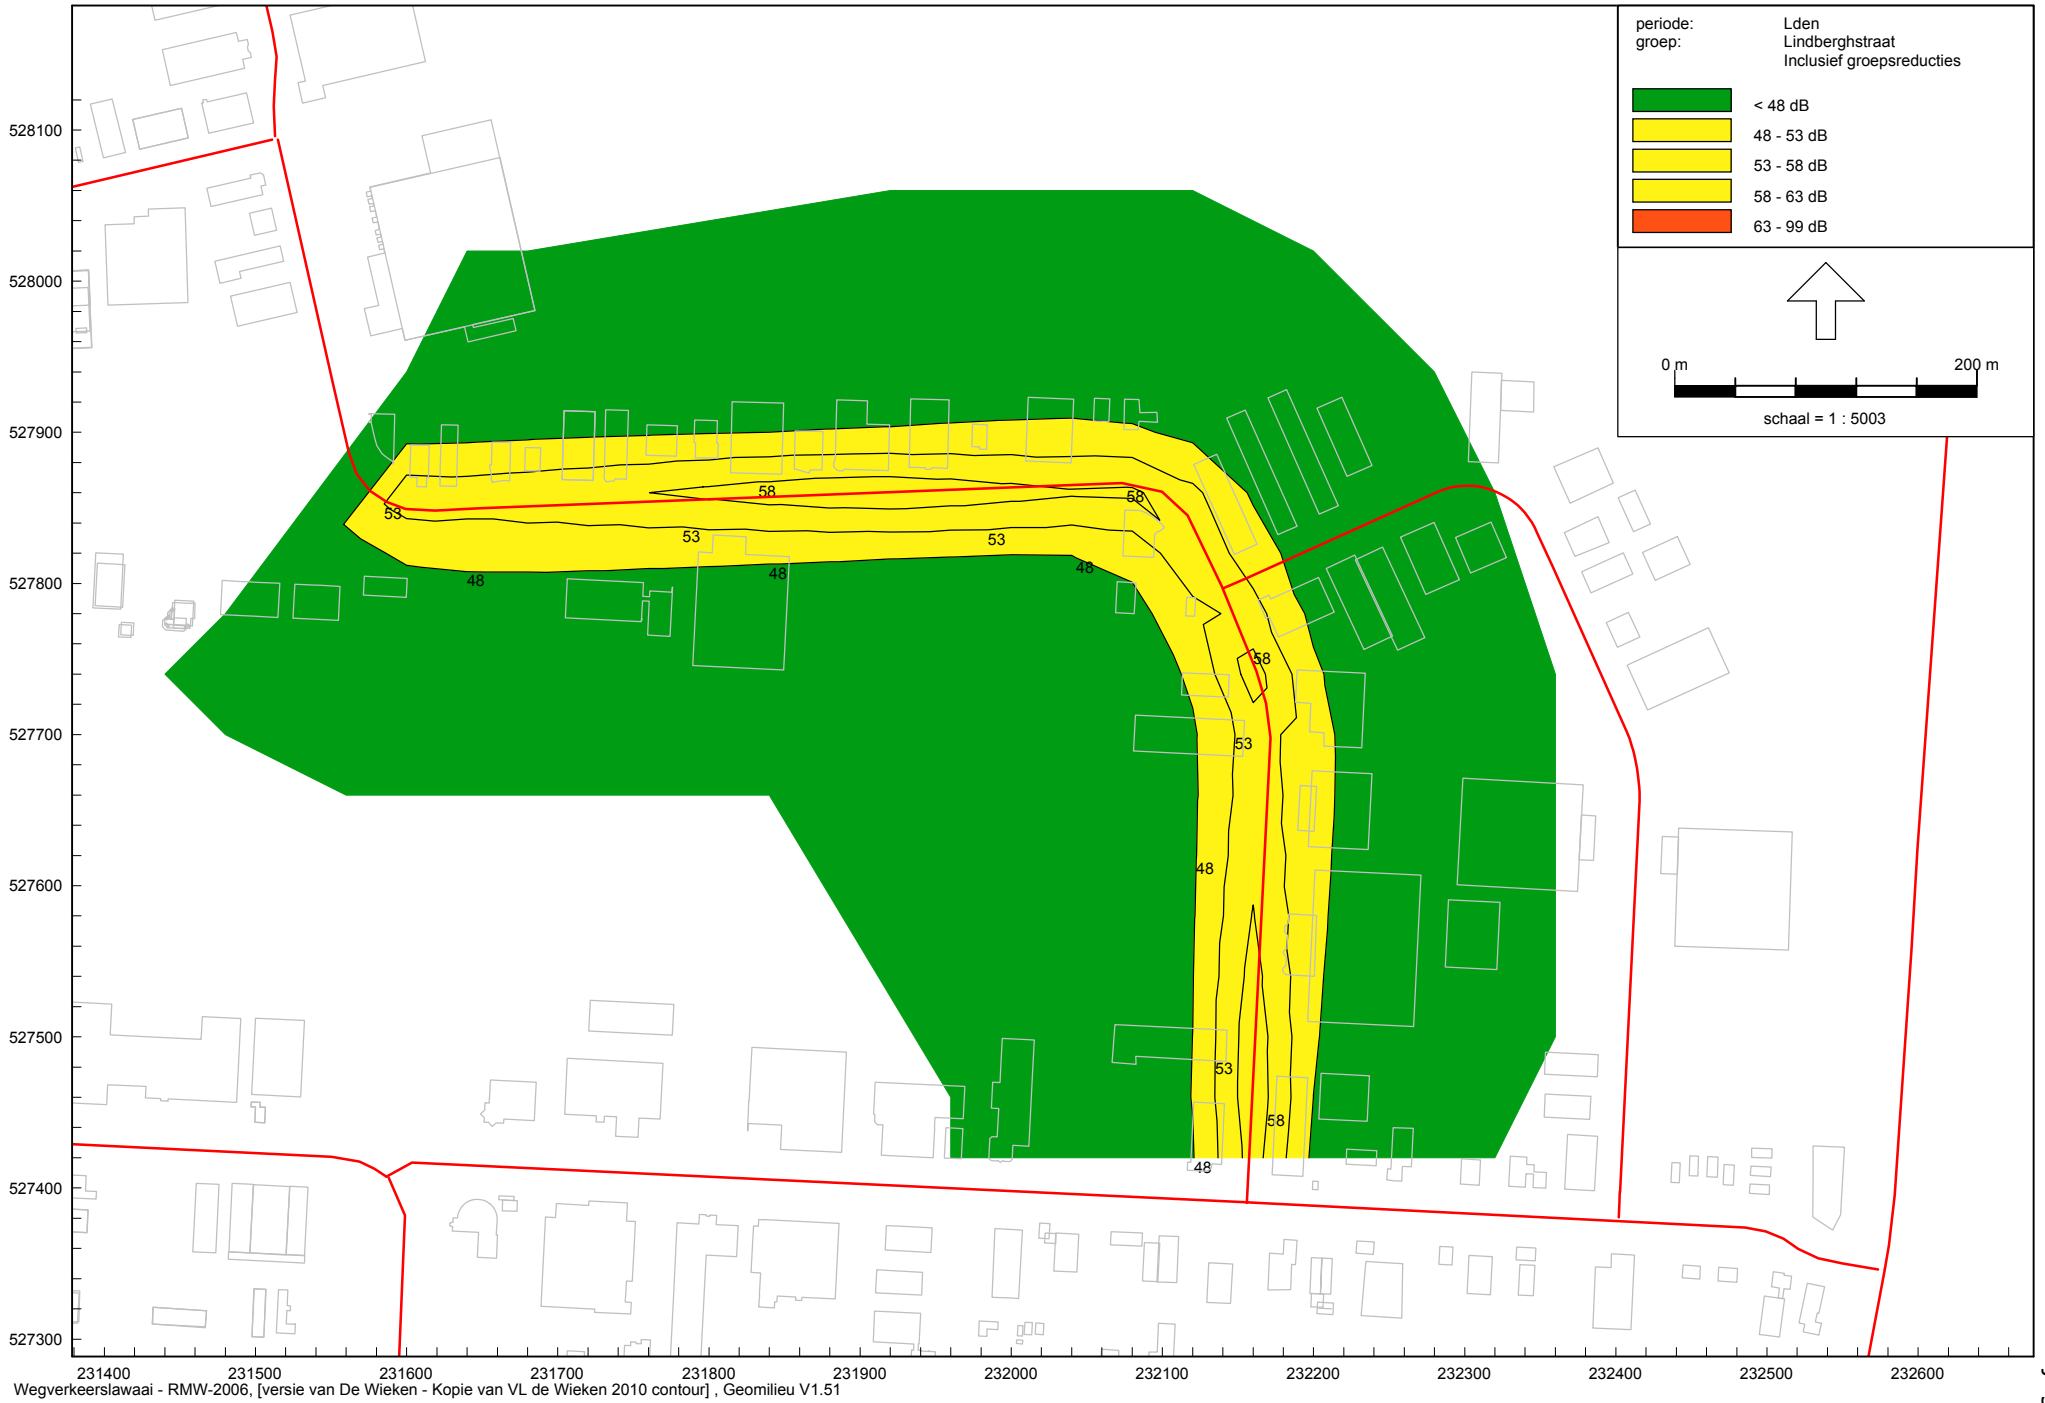 periode: Lden
groep: Lindberghstraat
Inclusief groepsreducties
< 48 dB
48 - 53 dB
53 - 58 dB
58 - 63 dB
63 - 99 dB
0 m 200 m
schaal = 1 : 5003
528100
528000
527900
527800
527700
527600
527500
527400
527300
58
58
53
53
53
48
48
48
58
53
48
53
58
48
231400 231500 231600 231700 231800 231900 232000 232100 232200 232300 232400 232500 232600
Wegverkeerslawaai - RMW-2006, [versie van De Wieken - Kopie van VL de Wieken 2010 contour] , Geomilieu V1.51